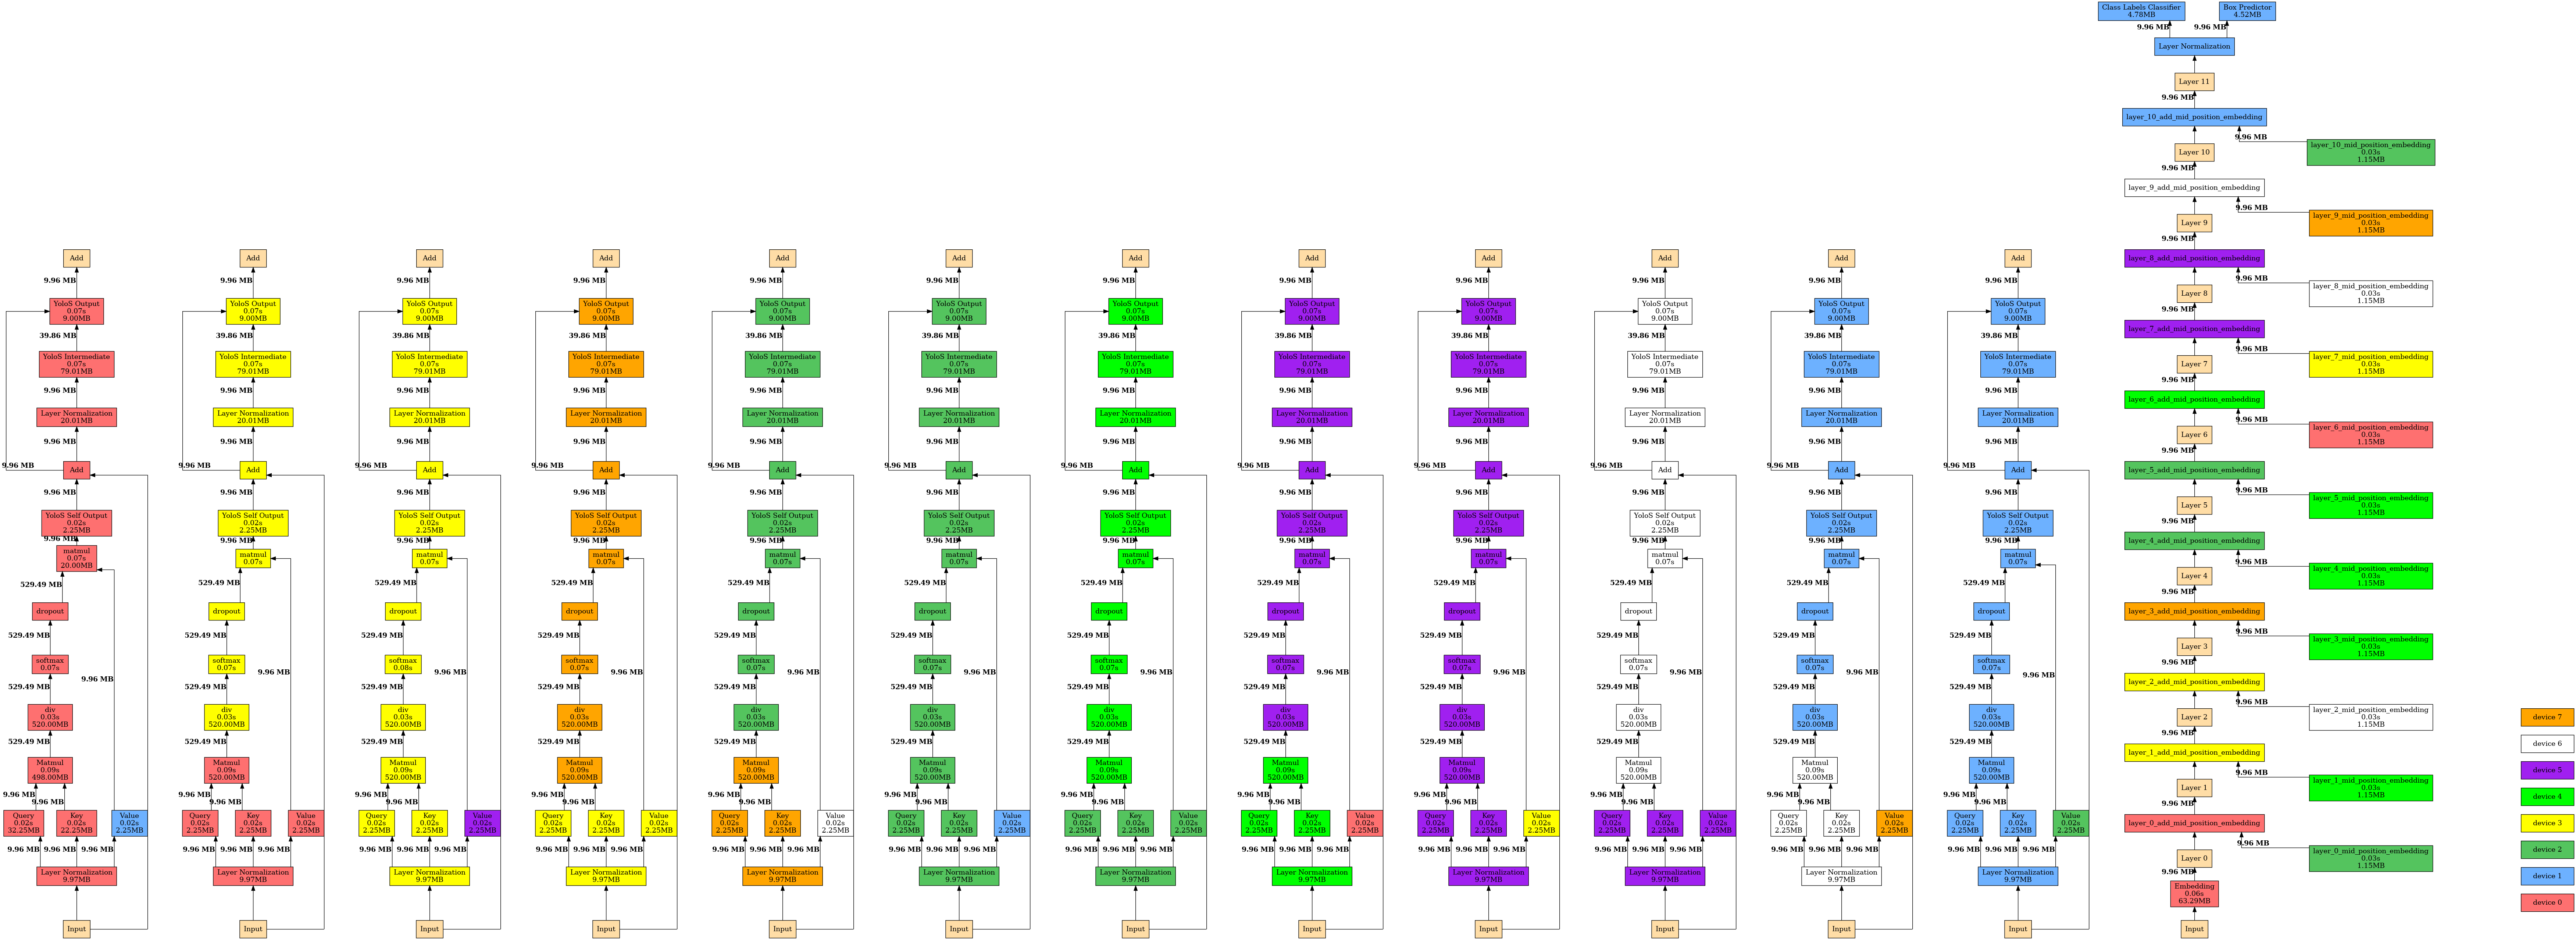 Add
9.96 MB
YoloS Output
0.07s
9.00MB
39.86 MB
YoloS Intermediate
0.07s
79.01MB
9.96 MB
Layer Normalization
20.01MB
9.96 MB
9.96 MB
Add
9.96 MB
YoloS Self Output
0.02s
2.25MB
9.96 MB
matmul
0.07s
20.00MB
529.49 MB
dropout
529.49 MB
softmax
0.07s
9.96 MB
529.49 MB
div
0.03s
520.00MB
529.49 MB
Matmul
0.09s
498.00MB
9.96 MB
9.96 MB
Query
0.02s
32.25MB
Key
0.02s
22.25MB
Value
0.02s
2.25MB
9.96 MB
9.96 MB
9.96 MB
Layer Normalization
9.97MB
Input
Add
9.96 MB
YoloS Output
0.07s
9.00MB
39.86 MB
YoloS Intermediate
0.07s
79.01MB
9.96 MB
Layer Normalization
20.01MB
9.96 MB
9.96 MB
Add
9.96 MB
YoloS Self Output
0.02s
2.25MB
9.96 MB
matmul
0.07s
529.49 MB
dropout
529.49 MB
softmax
0.07s
9.96 MB
529.49 MB
div
0.03s
520.00MB
529.49 MB
Matmul
0.09s
520.00MB
9.96 MB
9.96 MB
Query
0.02s
2.25MB
Key
0.02s
2.25MB
Value
0.02s
2.25MB
9.96 MB
9.96 MB
9.96 MB
Layer Normalization
9.97MB
Input
Add
9.96 MB
YoloS Output
0.07s
9.00MB
39.86 MB
YoloS Intermediate
0.07s
79.01MB
9.96 MB
Layer Normalization
20.01MB
9.96 MB
9.96 MB
Add
9.96 MB
YoloS Self Output
0.02s
2.25MB
9.96 MB
matmul
0.07s
529.49 MB
dropout
529.49 MB
softmax
0.08s
9.96 MB
529.49 MB
div
0.03s
520.00MB
529.49 MB
Matmul
0.09s
520.00MB
9.96 MB
9.96 MB
Query
0.02s
2.25MB
Key
0.02s
2.25MB
Value
0.02s
2.25MB
9.96 MB
9.96 MB
9.96 MB
Layer Normalization
9.97MB
Input
Add
9.96 MB
YoloS Output
0.07s
9.00MB
39.86 MB
YoloS Intermediate
0.07s
79.01MB
9.96 MB
Layer Normalization
20.01MB
9.96 MB
9.96 MB
Add
9.96 MB
YoloS Self Output
0.02s
2.25MB
9.96 MB
matmul
0.07s
529.49 MB
dropout
529.49 MB
softmax
0.07s
9.96 MB
529.49 MB
div
0.03s
520.00MB
529.49 MB
Matmul
0.09s
520.00MB
9.96 MB
9.96 MB
Query
0.02s
2.25MB
Key
0.02s
2.25MB
Value
0.02s
2.25MB
9.96 MB
9.96 MB
9.96 MB
Layer Normalization
9.97MB
Input
Add
9.96 MB
YoloS Output
0.07s
9.00MB
39.86 MB
YoloS Intermediate
0.07s
79.01MB
9.96 MB
Layer Normalization
20.01MB
9.96 MB
9.96 MB
Add
9.96 MB
YoloS Self Output
0.02s
2.25MB
9.96 MB
matmul
0.07s
529.49 MB
dropout
529.49 MB
softmax
0.07s
9.96 MB
529.49 MB
div
0.03s
520.00MB
529.49 MB
Matmul
0.09s
520.00MB
9.96 MB
9.96 MB
Query
0.02s
2.25MB
Key
0.02s
2.25MB
Value
0.02s
2.25MB
9.96 MB
9.96 MB
9.96 MB
Layer Normalization
9.97MB
Input
Add
9.96 MB
YoloS Output
0.07s
9.00MB
39.86 MB
YoloS Intermediate
0.07s
79.01MB
9.96 MB
Layer Normalization
20.01MB
9.96 MB
9.96 MB
Add
9.96 MB
YoloS Self Output
0.02s
2.25MB
9.96 MB
matmul
0.07s
529.49 MB
dropout
529.49 MB
softmax
0.07s
9.96 MB
529.49 MB
div
0.03s
520.00MB
529.49 MB
Matmul
0.09s
520.00MB
9.96 MB
9.96 MB
Query
0.02s
2.25MB
Key
0.02s
2.25MB
Value
0.02s
2.25MB
9.96 MB
9.96 MB
9.96 MB
Layer Normalization
9.97MB
Input
Add
9.96 MB
YoloS Output
0.07s
9.00MB
39.86 MB
YoloS Intermediate
0.07s
79.01MB
9.96 MB
Layer Normalization
20.01MB
9.96 MB
9.96 MB
Add
9.96 MB
YoloS Self Output
0.02s
2.25MB
9.96 MB
matmul
0.07s
529.49 MB
dropout
529.49 MB
softmax
0.07s
9.96 MB
529.49 MB
div
0.03s
520.00MB
529.49 MB
Matmul
0.09s
520.00MB
9.96 MB
9.96 MB
Query
0.02s
2.25MB
Key
0.02s
2.25MB
Value
0.02s
2.25MB
9.96 MB
9.96 MB
9.96 MB
Layer Normalization
9.97MB
Input
Add
9.96 MB
YoloS Output
0.07s
9.00MB
39.86 MB
YoloS Intermediate
0.07s
79.01MB
9.96 MB
Layer Normalization
20.01MB
9.96 MB
9.96 MB
Add
9.96 MB
YoloS Self Output
0.02s
2.25MB
9.96 MB
matmul
0.07s
529.49 MB
dropout
529.49 MB
softmax
0.07s
9.96 MB
529.49 MB
div
0.03s
520.00MB
529.49 MB
Matmul
0.09s
520.00MB
9.96 MB
9.96 MB
Query
0.02s
2.25MB
Key
0.02s
2.25MB
Value
0.02s
2.25MB
9.96 MB
9.96 MB
9.96 MB
Layer Normalization
9.97MB
Input
Add
9.96 MB
YoloS Output
0.07s
9.00MB
39.86 MB
YoloS Intermediate
0.07s
79.01MB
9.96 MB
Layer Normalization
20.01MB
9.96 MB
9.96 MB
Add
9.96 MB
YoloS Self Output
0.02s
2.25MB
9.96 MB
matmul
0.07s
529.49 MB
dropout
529.49 MB
softmax
0.07s
9.96 MB
529.49 MB
div
0.03s
520.00MB
529.49 MB
Matmul
0.09s
520.00MB
9.96 MB
9.96 MB
Query
0.02s
2.25MB
Key
0.02s
2.25MB
Value
0.02s
2.25MB
9.96 MB
9.96 MB
9.96 MB
Layer Normalization
9.97MB
Input
Add
9.96 MB
YoloS Output
0.07s
9.00MB
39.86 MB
YoloS Intermediate
0.07s
79.01MB
9.96 MB
Layer Normalization
20.01MB
9.96 MB
9.96 MB
Add
9.96 MB
YoloS Self Output
0.02s
2.25MB
9.96 MB
matmul
0.07s
529.49 MB
dropout
529.49 MB
softmax
0.07s
9.96 MB
529.49 MB
div
0.03s
520.00MB
529.49 MB
Matmul
0.09s
520.00MB
9.96 MB
9.96 MB
Query
0.02s
2.25MB
Key
0.02s
2.25MB
Value
0.02s
2.25MB
9.96 MB
9.96 MB
9.96 MB
Layer Normalization
9.97MB
Input
Add
9.96 MB
YoloS Output
0.07s
9.00MB
39.86 MB
YoloS Intermediate
0.07s
79.01MB
9.96 MB
Layer Normalization
20.01MB
9.96 MB
9.96 MB
Add
9.96 MB
YoloS Self Output
0.02s
2.25MB
9.96 MB
matmul
0.07s
529.49 MB
dropout
529.49 MB
softmax
0.07s
9.96 MB
529.49 MB
div
0.03s
520.00MB
529.49 MB
Matmul
0.09s
520.00MB
9.96 MB
9.96 MB
Query
0.02s
2.25MB
Key
0.02s
2.25MB
Value
0.02s
2.25MB
9.96 MB
9.96 MB
9.96 MB
Layer Normalization
9.97MB
Input
Add
9.96 MB
YoloS Output
0.07s
9.00MB
39.86 MB
YoloS Intermediate
0.07s
79.01MB
9.96 MB
Layer Normalization
20.01MB
9.96 MB
9.96 MB
Add
9.96 MB
YoloS Self Output
0.02s
2.25MB
9.96 MB
matmul
0.07s
529.49 MB
dropout
529.49 MB
softmax
0.07s
9.96 MB
529.49 MB
div
0.03s
520.00MB
529.49 MB
Matmul
0.09s
520.00MB
9.96 MB
9.96 MB
Query
0.02s
2.25MB
Key
0.02s
2.25MB
Value
0.02s
2.25MB
9.96 MB
9.96 MB
9.96 MB
Layer Normalization
9.97MB
Input
Class Labels Classifier
4.78MB
Box Predictor
4.52MB
9.96 MB
9.96 MB
Layer Normalization
Layer 11
9.96 MB
layer_10_add_mid_position_embedding
9.96 MB
layer_10_mid_position_embedding
0.03s
1.15MB
Layer 10
9.96 MB
layer_9_add_mid_position_embedding
9.96 MB
layer_9_mid_position_embedding
0.03s
1.15MB
Layer 9
9.96 MB
layer_8_add_mid_position_embedding
9.96 MB
layer_8_mid_position_embedding
0.03s
1.15MB
Layer 8
9.96 MB
layer_7_add_mid_position_embedding
9.96 MB
layer_7_mid_position_embedding
0.03s
1.15MB
Layer 7
9.96 MB
layer_6_add_mid_position_embedding
9.96 MB
layer_6_mid_position_embedding
0.03s
1.15MB
Layer 6
9.96 MB
layer_5_add_mid_position_embedding
9.96 MB
layer_5_mid_position_embedding
0.03s
1.15MB
Layer 5
9.96 MB
layer_4_add_mid_position_embedding
9.96 MB
layer_4_mid_position_embedding
0.03s
1.15MB
Layer 4
9.96 MB
layer_3_add_mid_position_embedding
9.96 MB
layer_3_mid_position_embedding
0.03s
1.15MB
Layer 3
9.96 MB
layer_2_add_mid_position_embedding
9.96 MB
layer_2_mid_position_embedding
0.03s
1.15MB
Layer 2
9.96 MB
layer_1_add_mid_position_embedding
9.96 MB
layer_1_mid_position_embedding
0.03s
1.15MB
Layer 1
9.96 MB
layer_0_add_mid_position_embedding
9.96 MB
layer_0_mid_position_embedding
0.03s
1.15MB
Layer 0
9.96 MB
Embedding
0.06s
63.29MB
Input
device 7
device 6
device 5
device 4
device 3
device 2
device 1
device 0